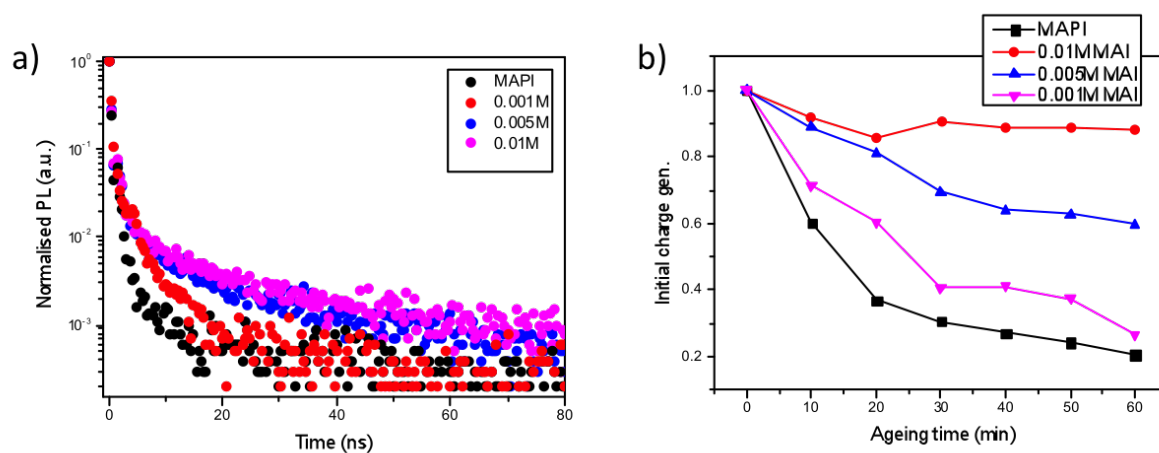 a)
Normalised PL (a.u.)
10⁰
10⁻¹
10⁻²
10⁻³
MAPI
0.001M
0.005M
0.01M
0 20 40 60 80
Time (ns)
b)
Initial charge gen.
1.0
0.8
0.6
0.4
0.2
MAPI
0.01M MAI
0.005M MAI
0.001M MAI
0 10 20 30 40 50 60
Ageing time (min)